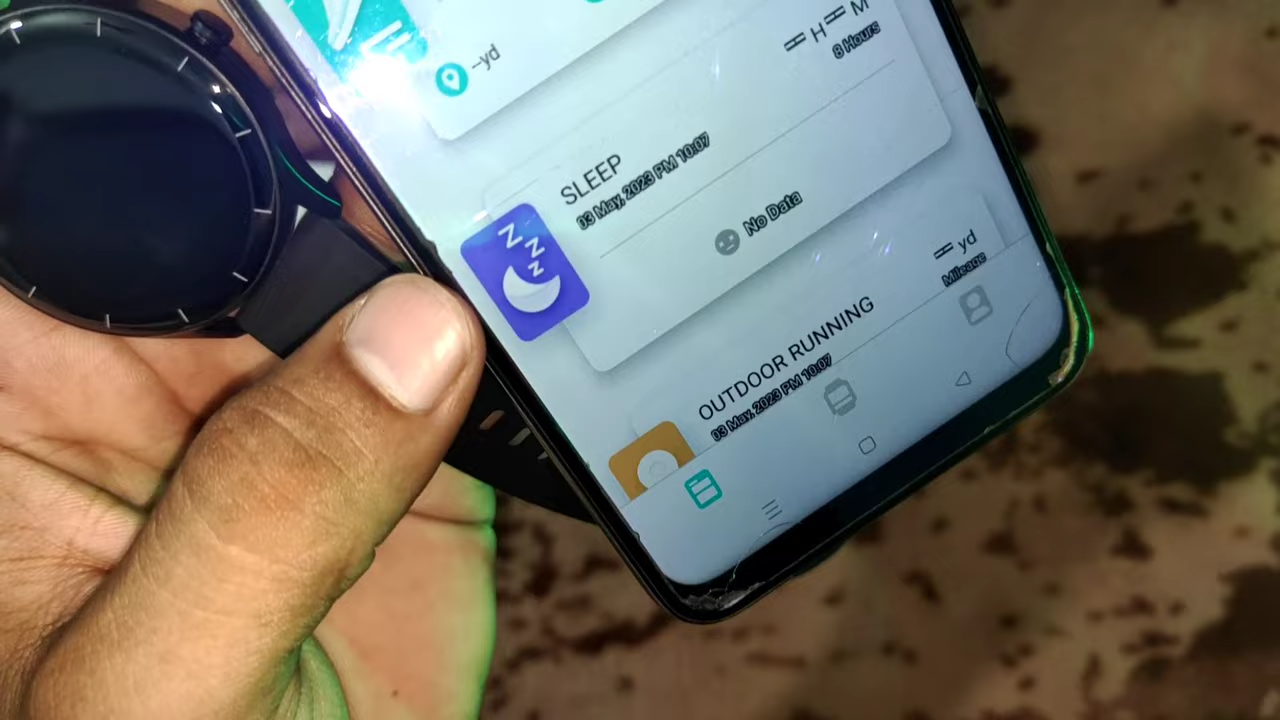 --yd
-- H -- M
8 Hours
SLEEP
03 May, 2023 PM 10:07
No Data
-- yd
Mileage
OUTDOOR RUNNING
03 May, 2023 PM 10:07